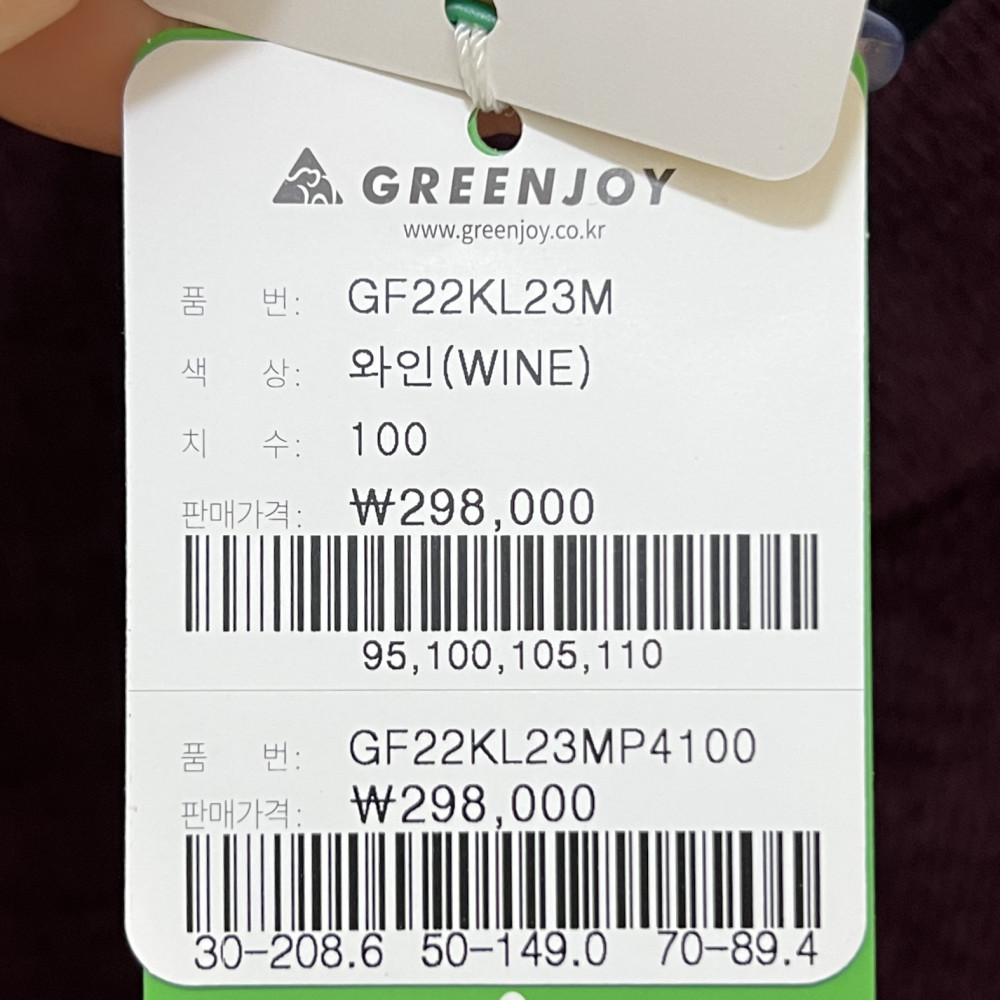 GREENJOY
www.greenjoy.co.kr
품 번: GF22KL23M
색 상: 와인(WINE)
치 수: 100
판매가격: ₩298,000
95,100,105,110
품 번: GF22KL23MP4100
판매가격: ₩298,000
30-208.6 50-149.0 70-89.4